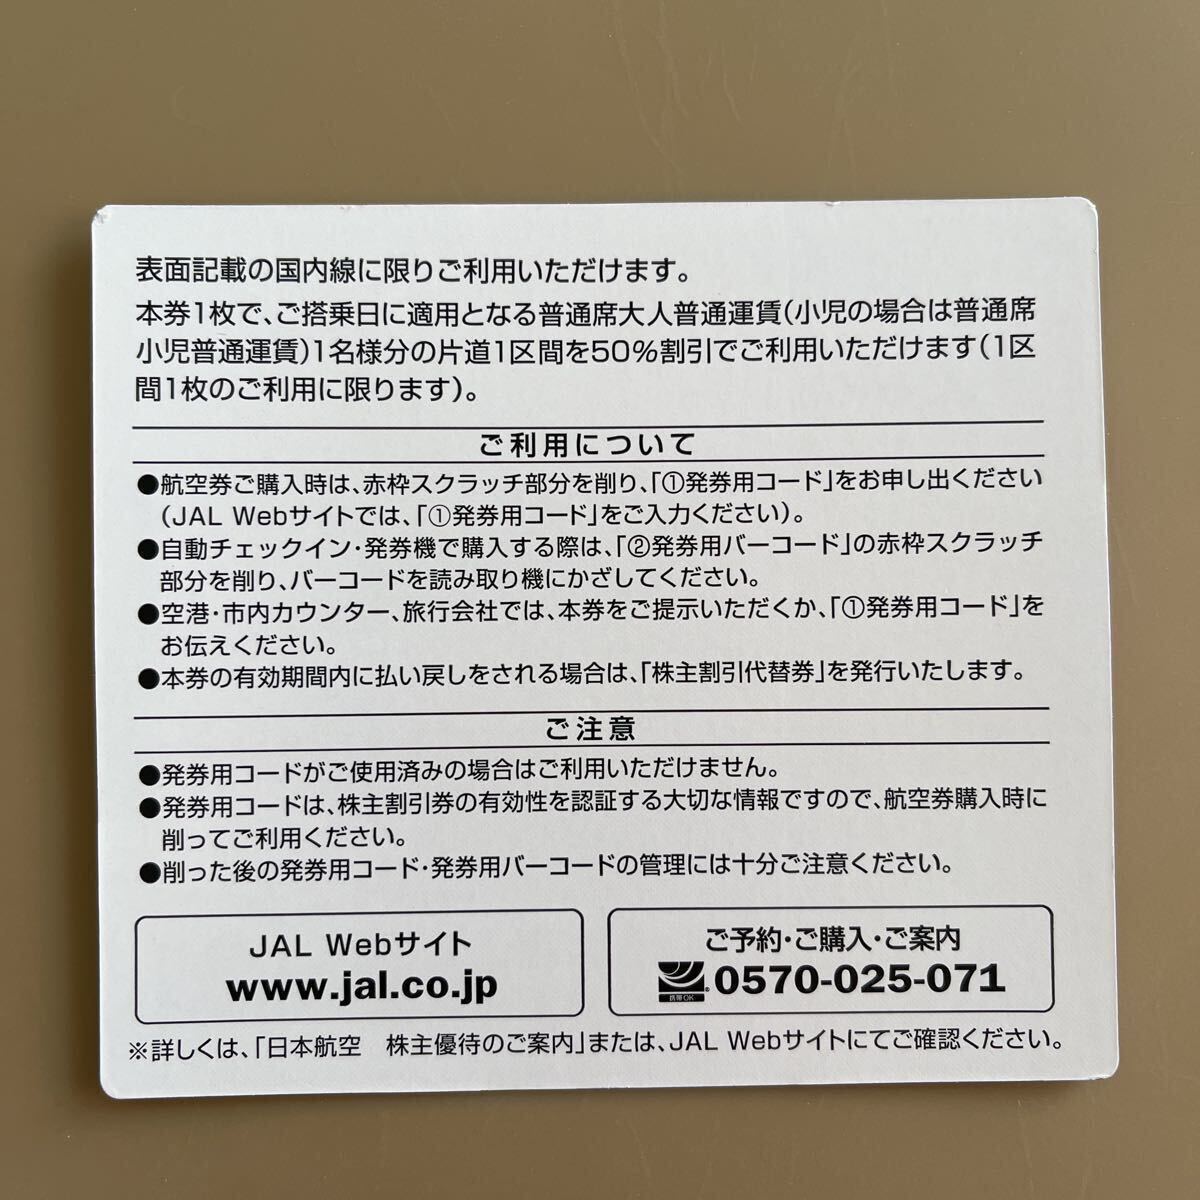 表面記載の国内線に限りご利用いただけます。
本券1枚で、ご搭乗日に適用となる普通席大人普通運賃(小児の場合は普通席
小児普通運賃)1名様分の片道1区間を50%割引でご利用いただけます(1区
間1枚のご利用に限ります)。
ご利用について
●航空券ご購入時は、赤枠スクラッチ部分を削り、「①発券用コード」をお申し出ください
(JAL Webサイトでは、「①発券用コード」をご入力ください)。
●自動チェックイン・発券機で購入する際は、「②発券用バーコード」の赤枠スクラッチ
部分を削り、バーコードを読み取り機にかざしてください。
●空港・市内カウンター、旅行会社では、本券をご提示いただくか、「①発券用コード」を
お伝えください。
●本券の有効期間内に払い戻しをされる場合は、「株主割引代替券」を発行いたします。
ご注意
●発券用コードがご使用済みの場合はご利用いただけません。
●発券用コードは、株主割引券の有効性を認証する大切な情報ですので、航空券購入時に
削ってご利用ください。
●削った後の発券用コード・発券用バーコードの管理には十分ご注意ください。
JAL Webサイト
www.jal.co.jp
ご予約・ご購入・ご案内
携帯OK
0570-025-071
※詳しくは、「日本航空 株主優待のご案内」または、JAL Webサイトにてご確認ください。